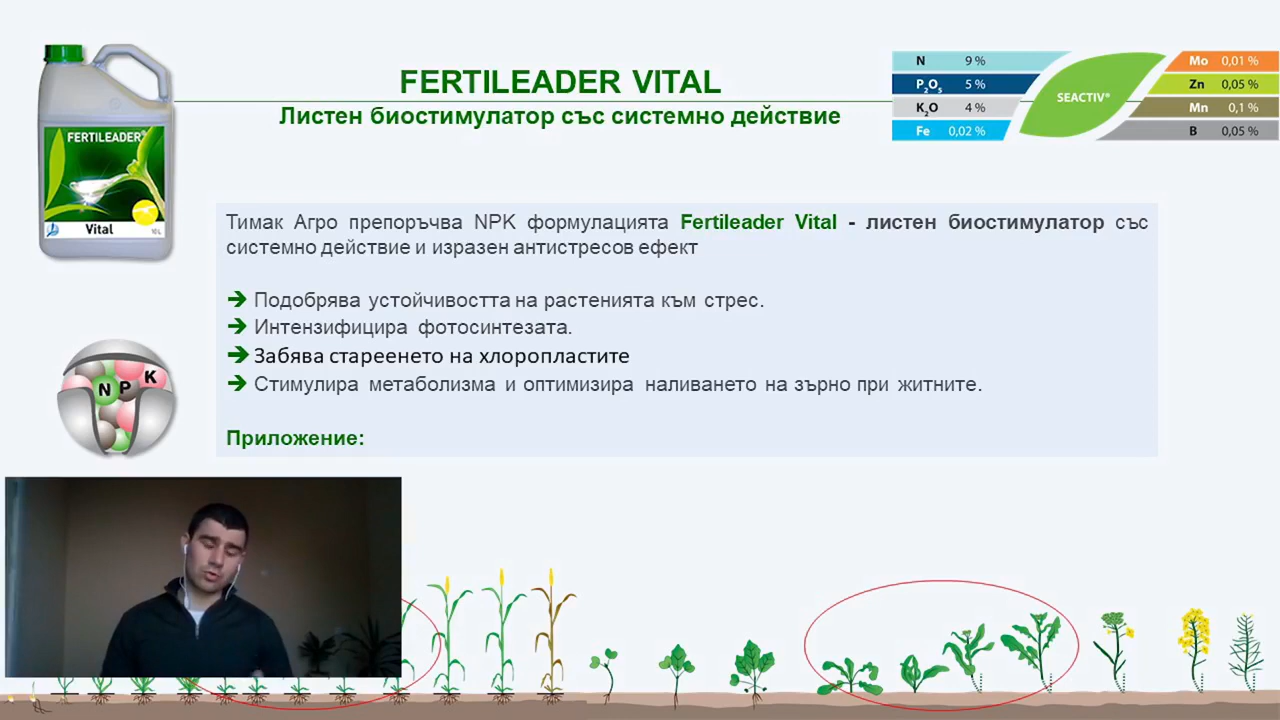 FERTILEADER VITAL
Листен биостимулатор със системно действие
N 9 %
P2O5 5 %
K2O 4 %
Fe 0,02 %
SEACTIV®
Mo 0,01 %
Zn 0,05 %
Mn 0,1 %
B 0,05 %
FERTILEADER®
Vital
10 L
Тимак Агро препоръчва NPK формулацията Fertileader Vital - листен биостимулатор със
системно действие и изразен антистресов ефект
Подобрява устойчивостта на растенията към стрес.
Интензифицира фотосинтезата.
Забява стареенето на хлоропластите
Стимулира метаболизма и оптимизира наливането на зърно при житните.
N P K
Приложение: